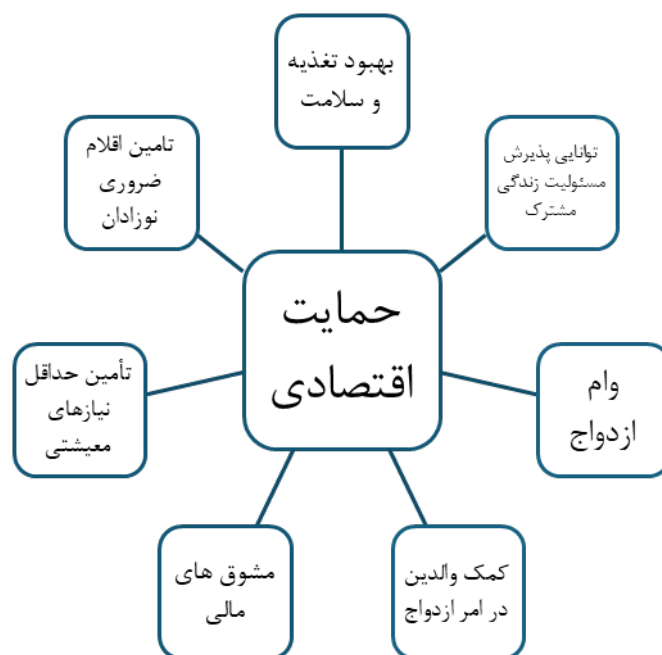 بهبود تغذیه
و سلامت
توانایی پذیرش
مسئولیت زندگی
مشترک
وام
ازدواج
کمک والدین
در امر ازدواج
مشوق های
مالی
تأمین حداقل
نیازهای
معیشتی
تامین اقلام
ضروری
نوزادان
حمایت
اقتصادی